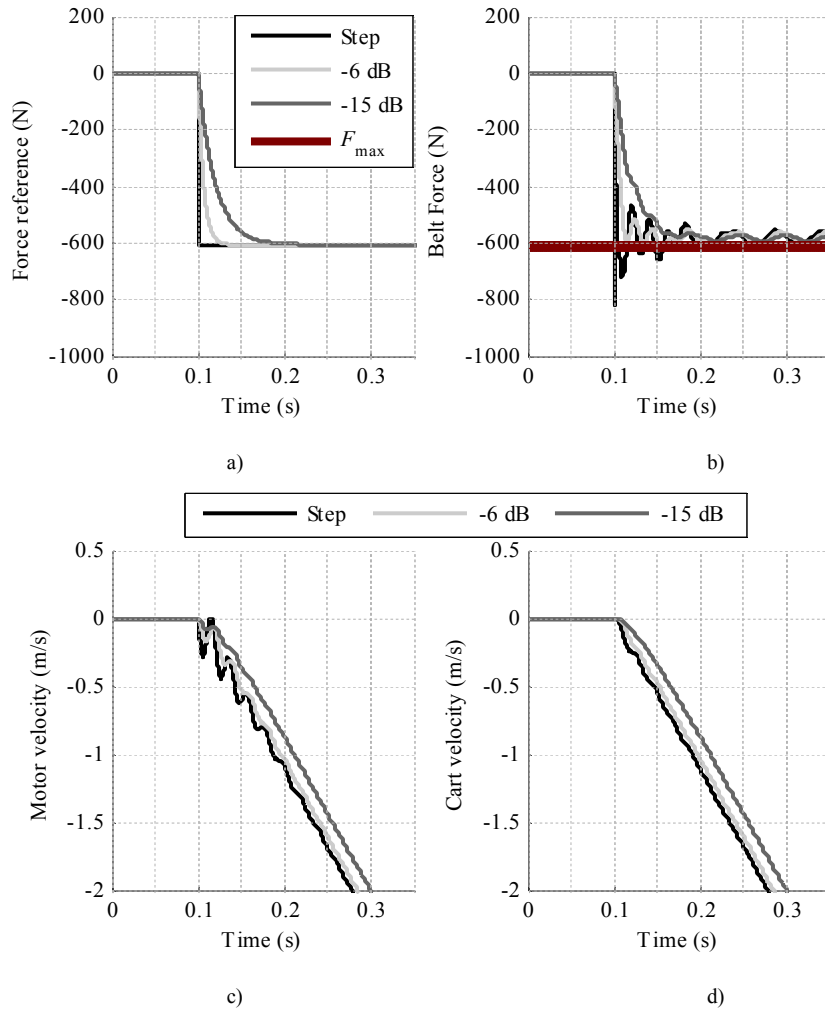 Step
-6 dB
-15 dB
Fmax
200
0
-200
-400
-600
-800
-1000
Force reference (N)
0
0.1
0.2
0.3
Time (s)
a)
200
0
-200
-400
-600
-800
-1000
Belt Force (N)
0
0.1
0.2
0.3
Time (s)
b)
Step
-6 dB
-15 dB
0.5
0
-0.5
-1
-1.5
-2
Motor velocity (m/s)
0
0.1
0.2
0.3
Time (s)
c)
0.5
0
-0.5
-1
-1.5
-2
Cart velocity (m/s)
0
0.1
0.2
0.3
Time (s)
d)